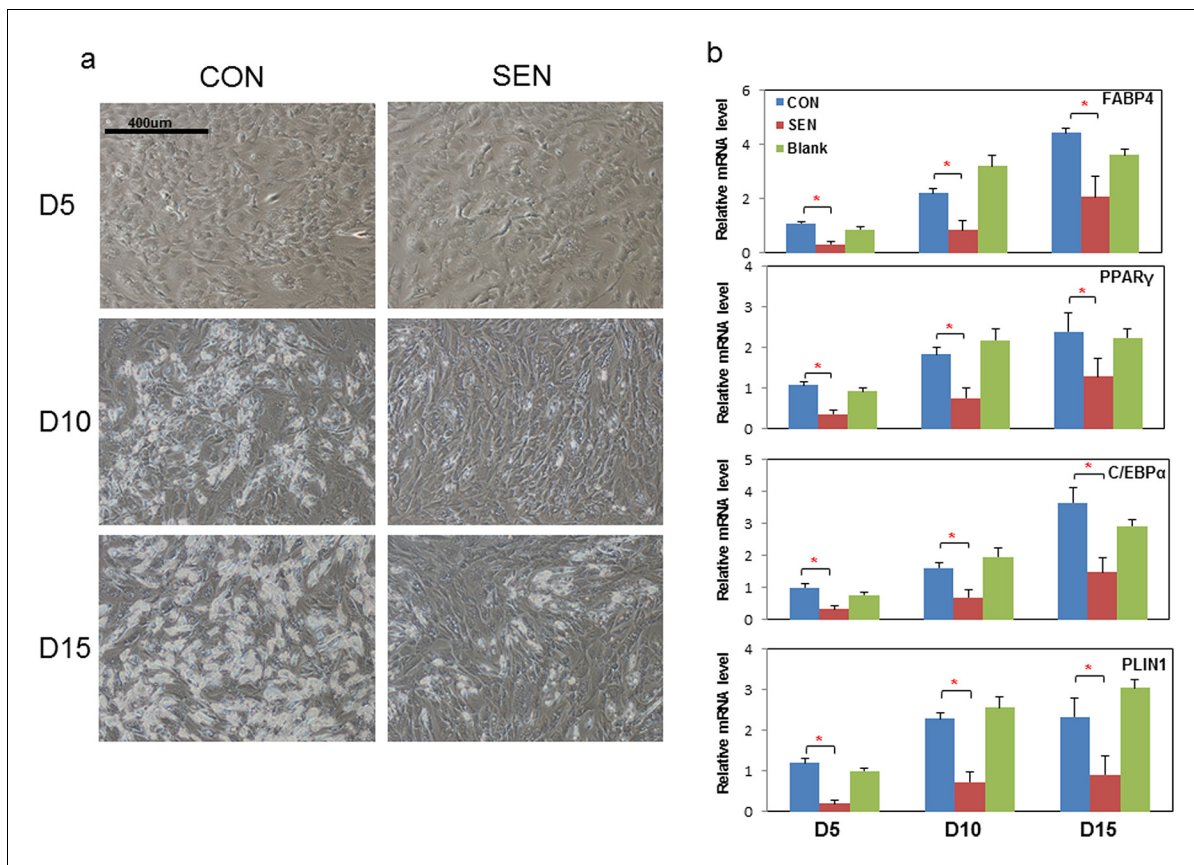 a
CON
SEN
400um
D5
D10
D15
b
FABP4
CON
SEN
Blank
Relative mRNA level
6
4
2
0
*
*
*
PPARγ
Relative mRNA level
4
3
2
1
0
*
*
*
C/EBPα
Relative mRNA level
5
4
3
2
1
0
*
*
*
PLIN1
Relative mRNA level
4
3
2
1
0
*
*
*
D5
D10
D15